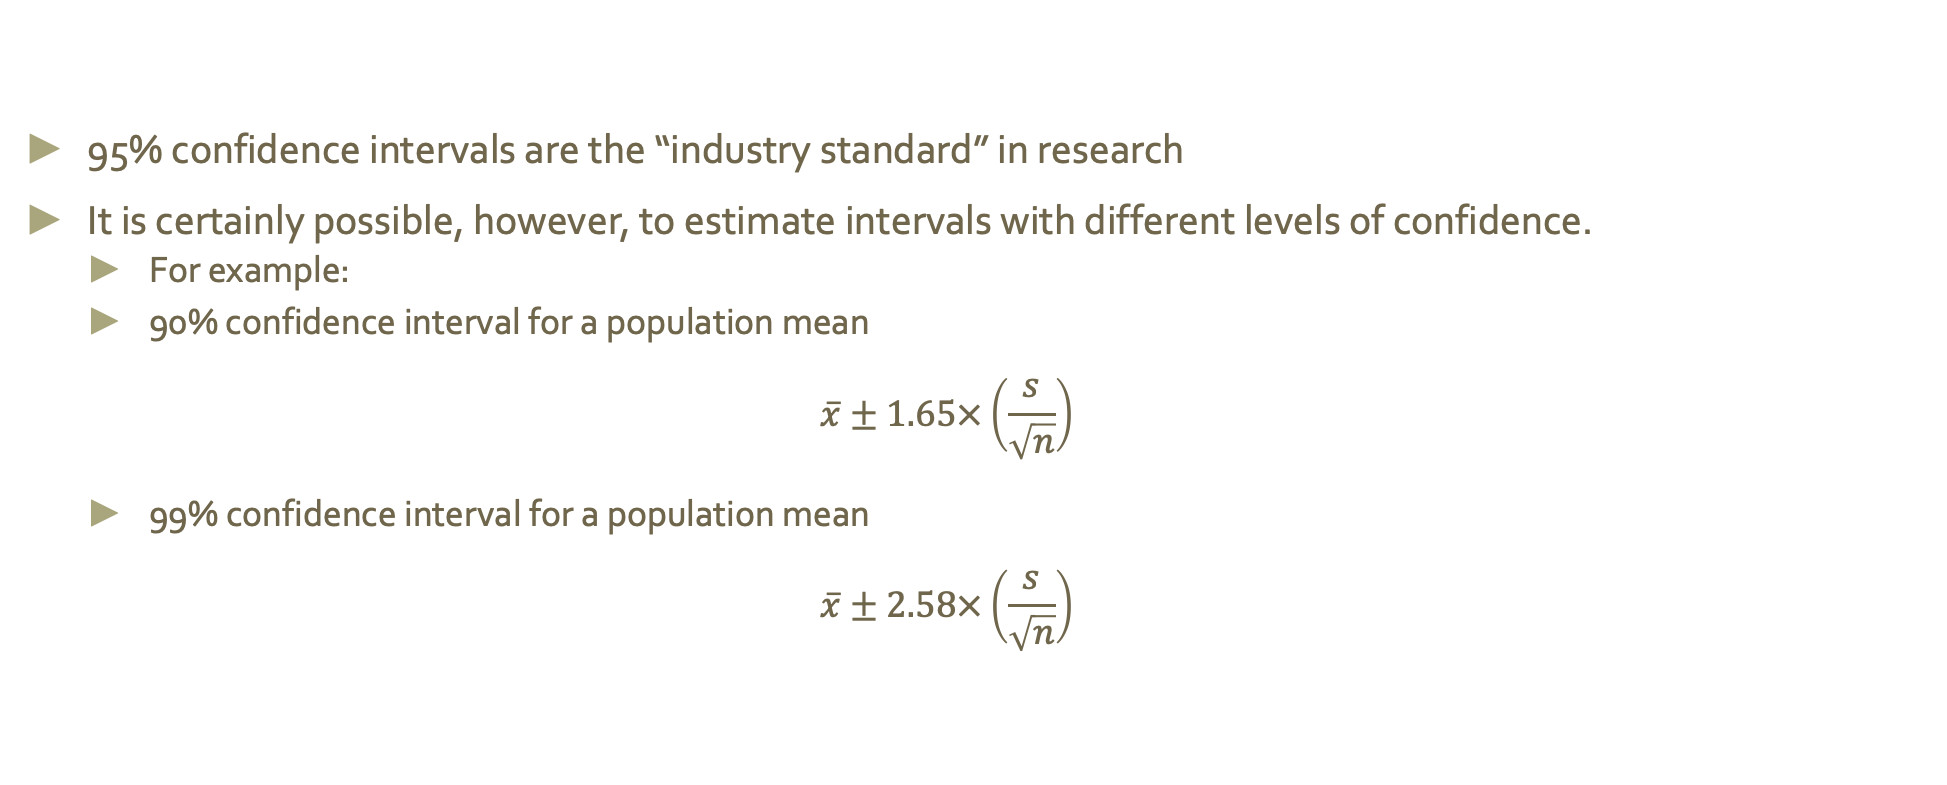 95% confidence intervals are the “industry standard” in research
It is certainly possible, however, to estimate intervals with different levels of confidence.
For example:
90% confidence interval for a population mean
x̄ ± 1.65× (s/√n)
99% confidence interval for a population mean
x̄ ± 2.58× (s/√n)